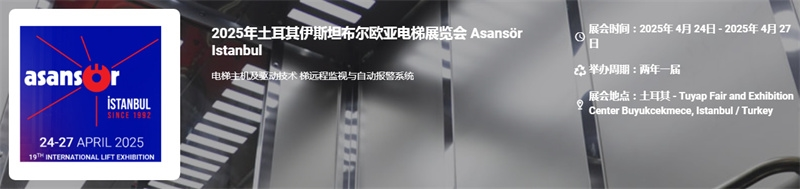 asansör
İSTANBUL
SINCE 1992
24-27 APRIL 2025
19TH INTERNATIONAL LIFT EXHIBITION
2025年土耳其伊斯坦布尔欧亚电梯展览会 Asansör
Istanbul
电梯主机及驱动技术 梯远程监视与自动报警系统
展会时间：2025年 4月 24日 - 2025年 4月 27
日
举办周期：两年一届
展会地点：土耳其 - Tuyap Fair and Exhibition
Center Buyukcekmece, Istanbul / Turkey